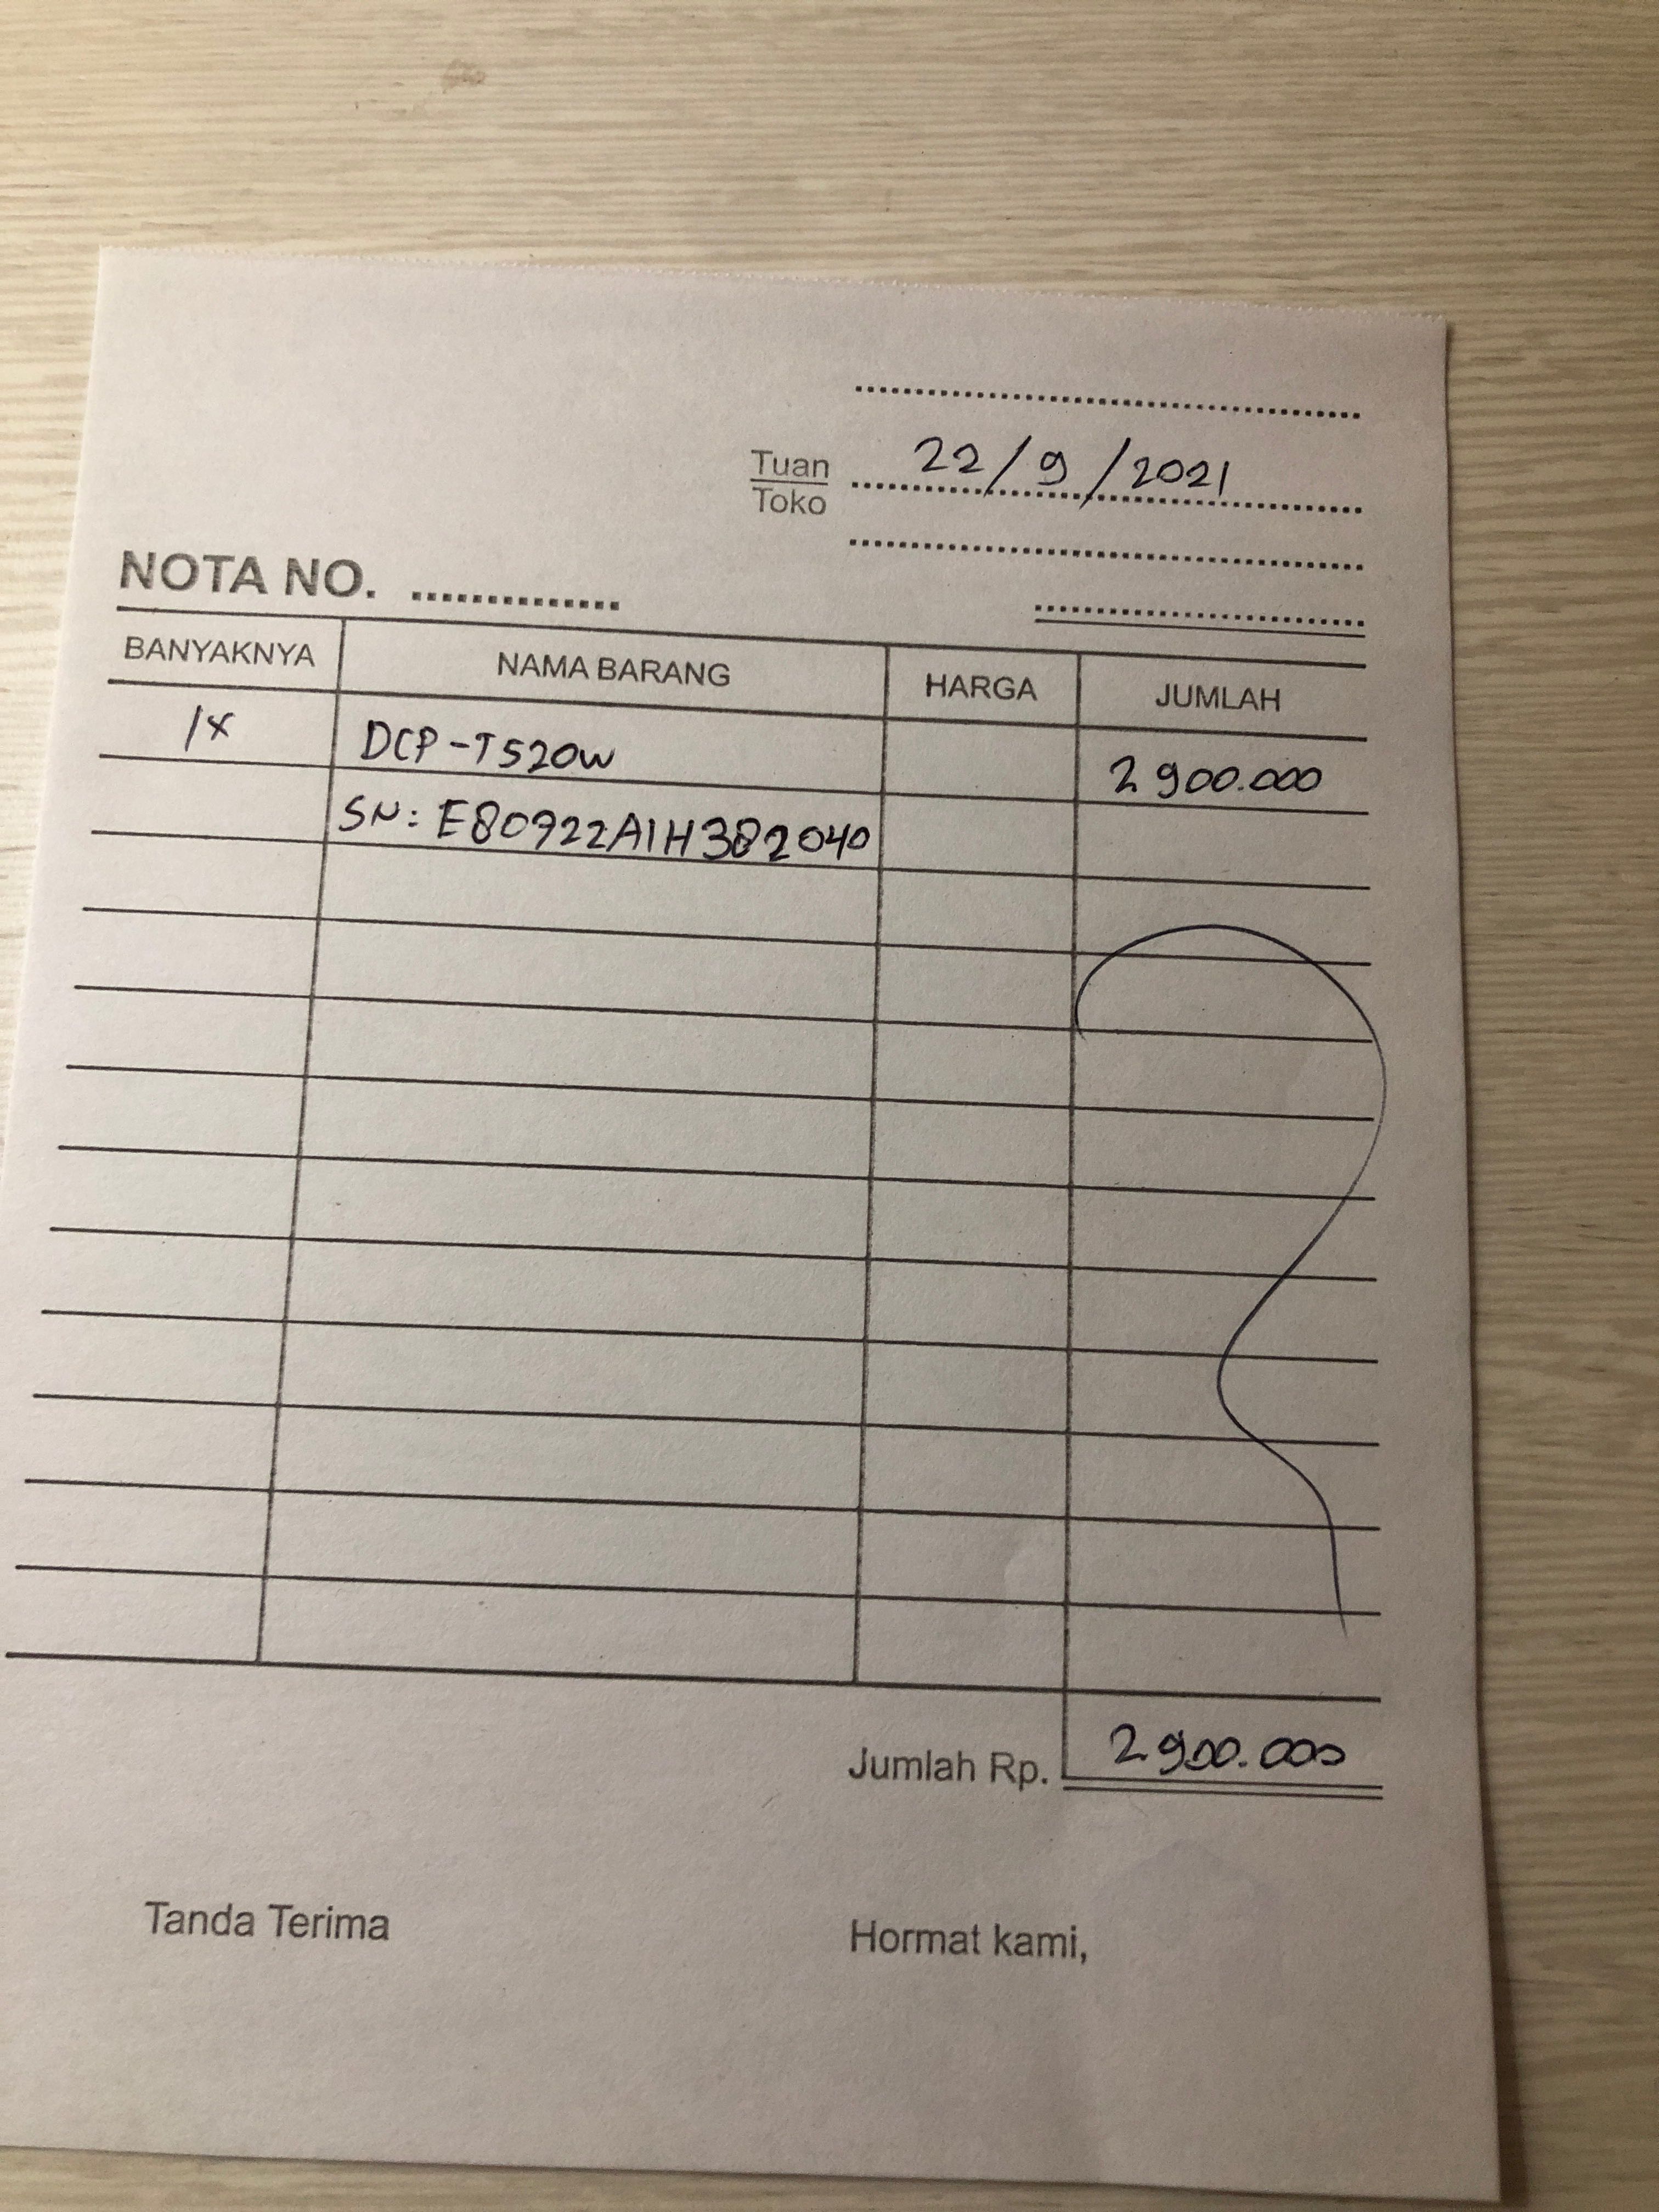 Tuan
Toko
22/9/2021
NOTA NO. ..............
BANYAKNYA NAMA BARANG HARGA JUMLAH
1x DCP-T520W 2 900.000
SN: E80922A1H382040
Jumlah Rp. 2 900.000
Tanda Terima Hormat kami,